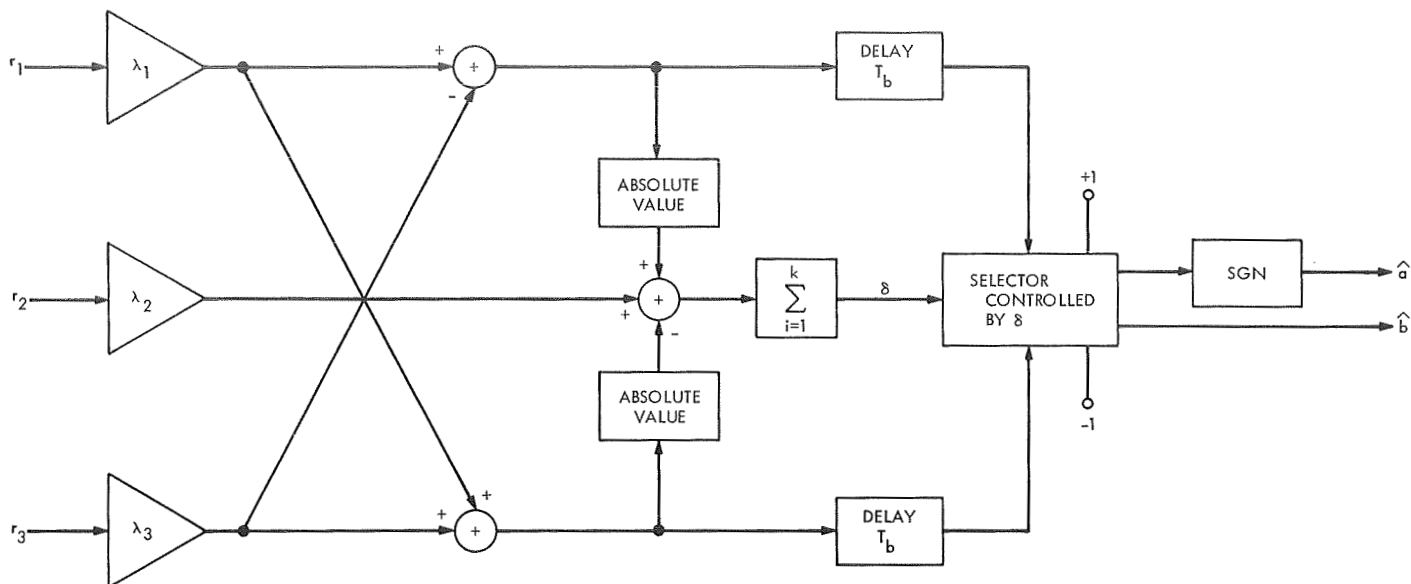 r1
λ1
+
+
-
DELAY
Tb
ABSOLUTE
VALUE
+1
+
r2
λ2
+
+
-
k
∑
i=1
δ
SELECTOR
CONTROLLED
BY δ
SGN
â
b̂
ABSOLUTE
VALUE
-1
r3
λ3
+
+
+
DELAY
Tb